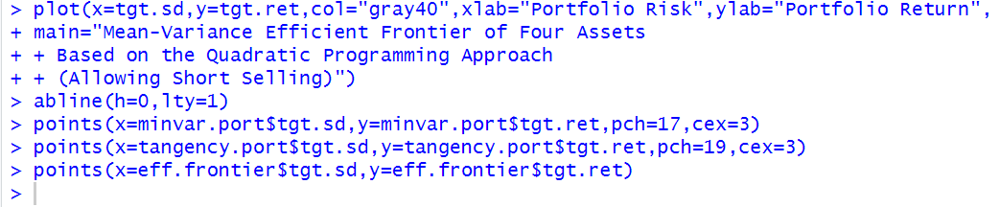 > plot(x=tgt.sd,y=tgt.ret,col="gray40",xlab="Portfolio Risk",ylab="Portfolio Return",
+ main="Mean-Variance Efficient Frontier of Four Assets
+ + Based on the Quadratic Programming Approach
+ + (Allowing Short Selling)")
> abline(h=0,lty=1)
> points(x=minvar.port$tgt.sd,y=minvar.port$tgt.ret,pch=17,cex=3)
> points(x=tangency.port$tgt.sd,y=tangency.port$tgt.ret,pch=19,cex=3)
> points(x=eff.frontier$tgt.sd,y=eff.frontier$tgt.ret)
>